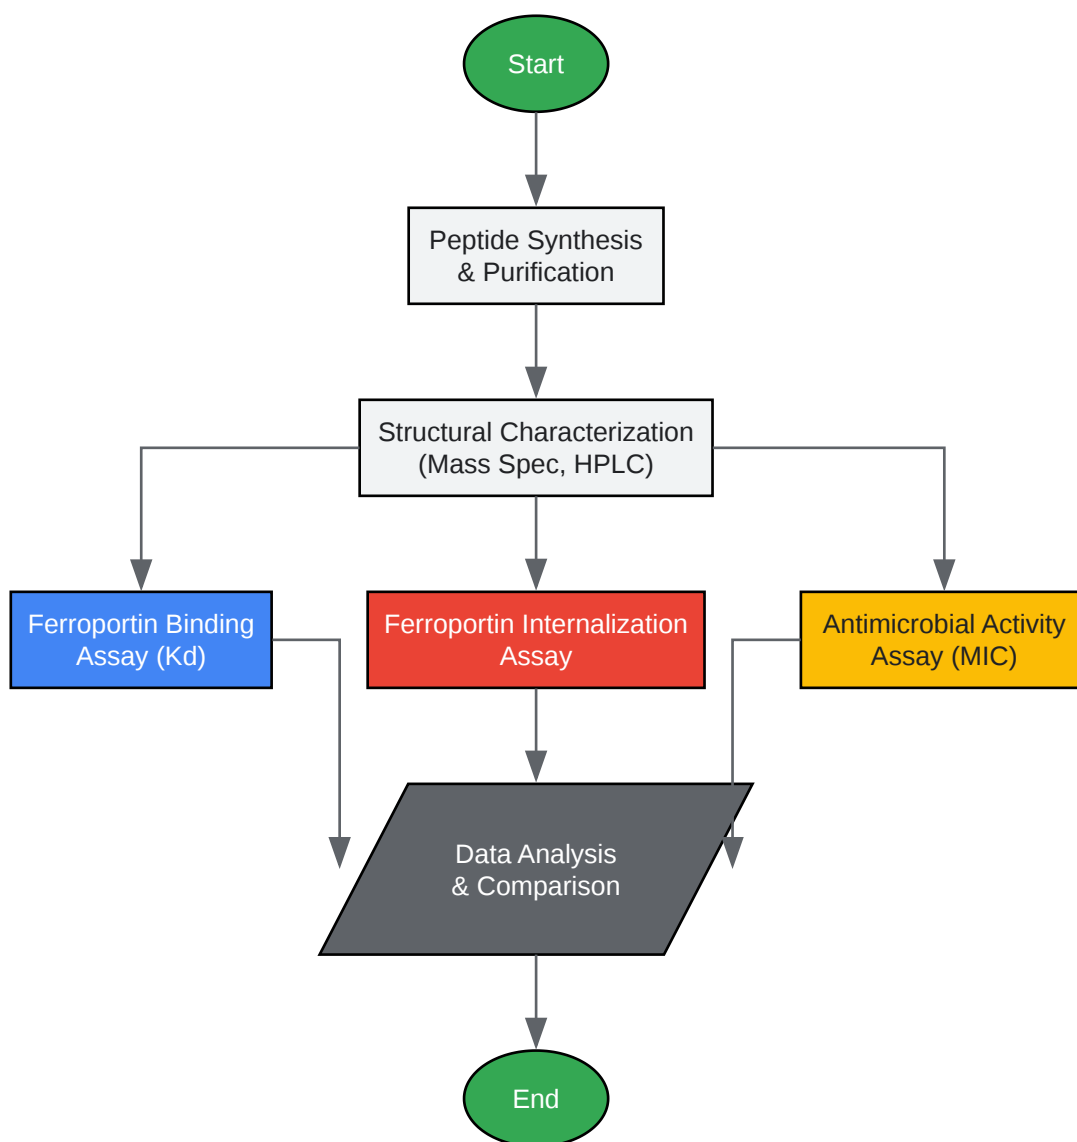 Start
Peptide Synthesis
& Purification
Structural Characterization
(Mass Spec, HPLC)
Ferroportin Binding
Assay (Kd)
Ferroportin Internalization
Assay
Antimicrobial Activity
Assay (MIC)
Data Analysis
& Comparison
End